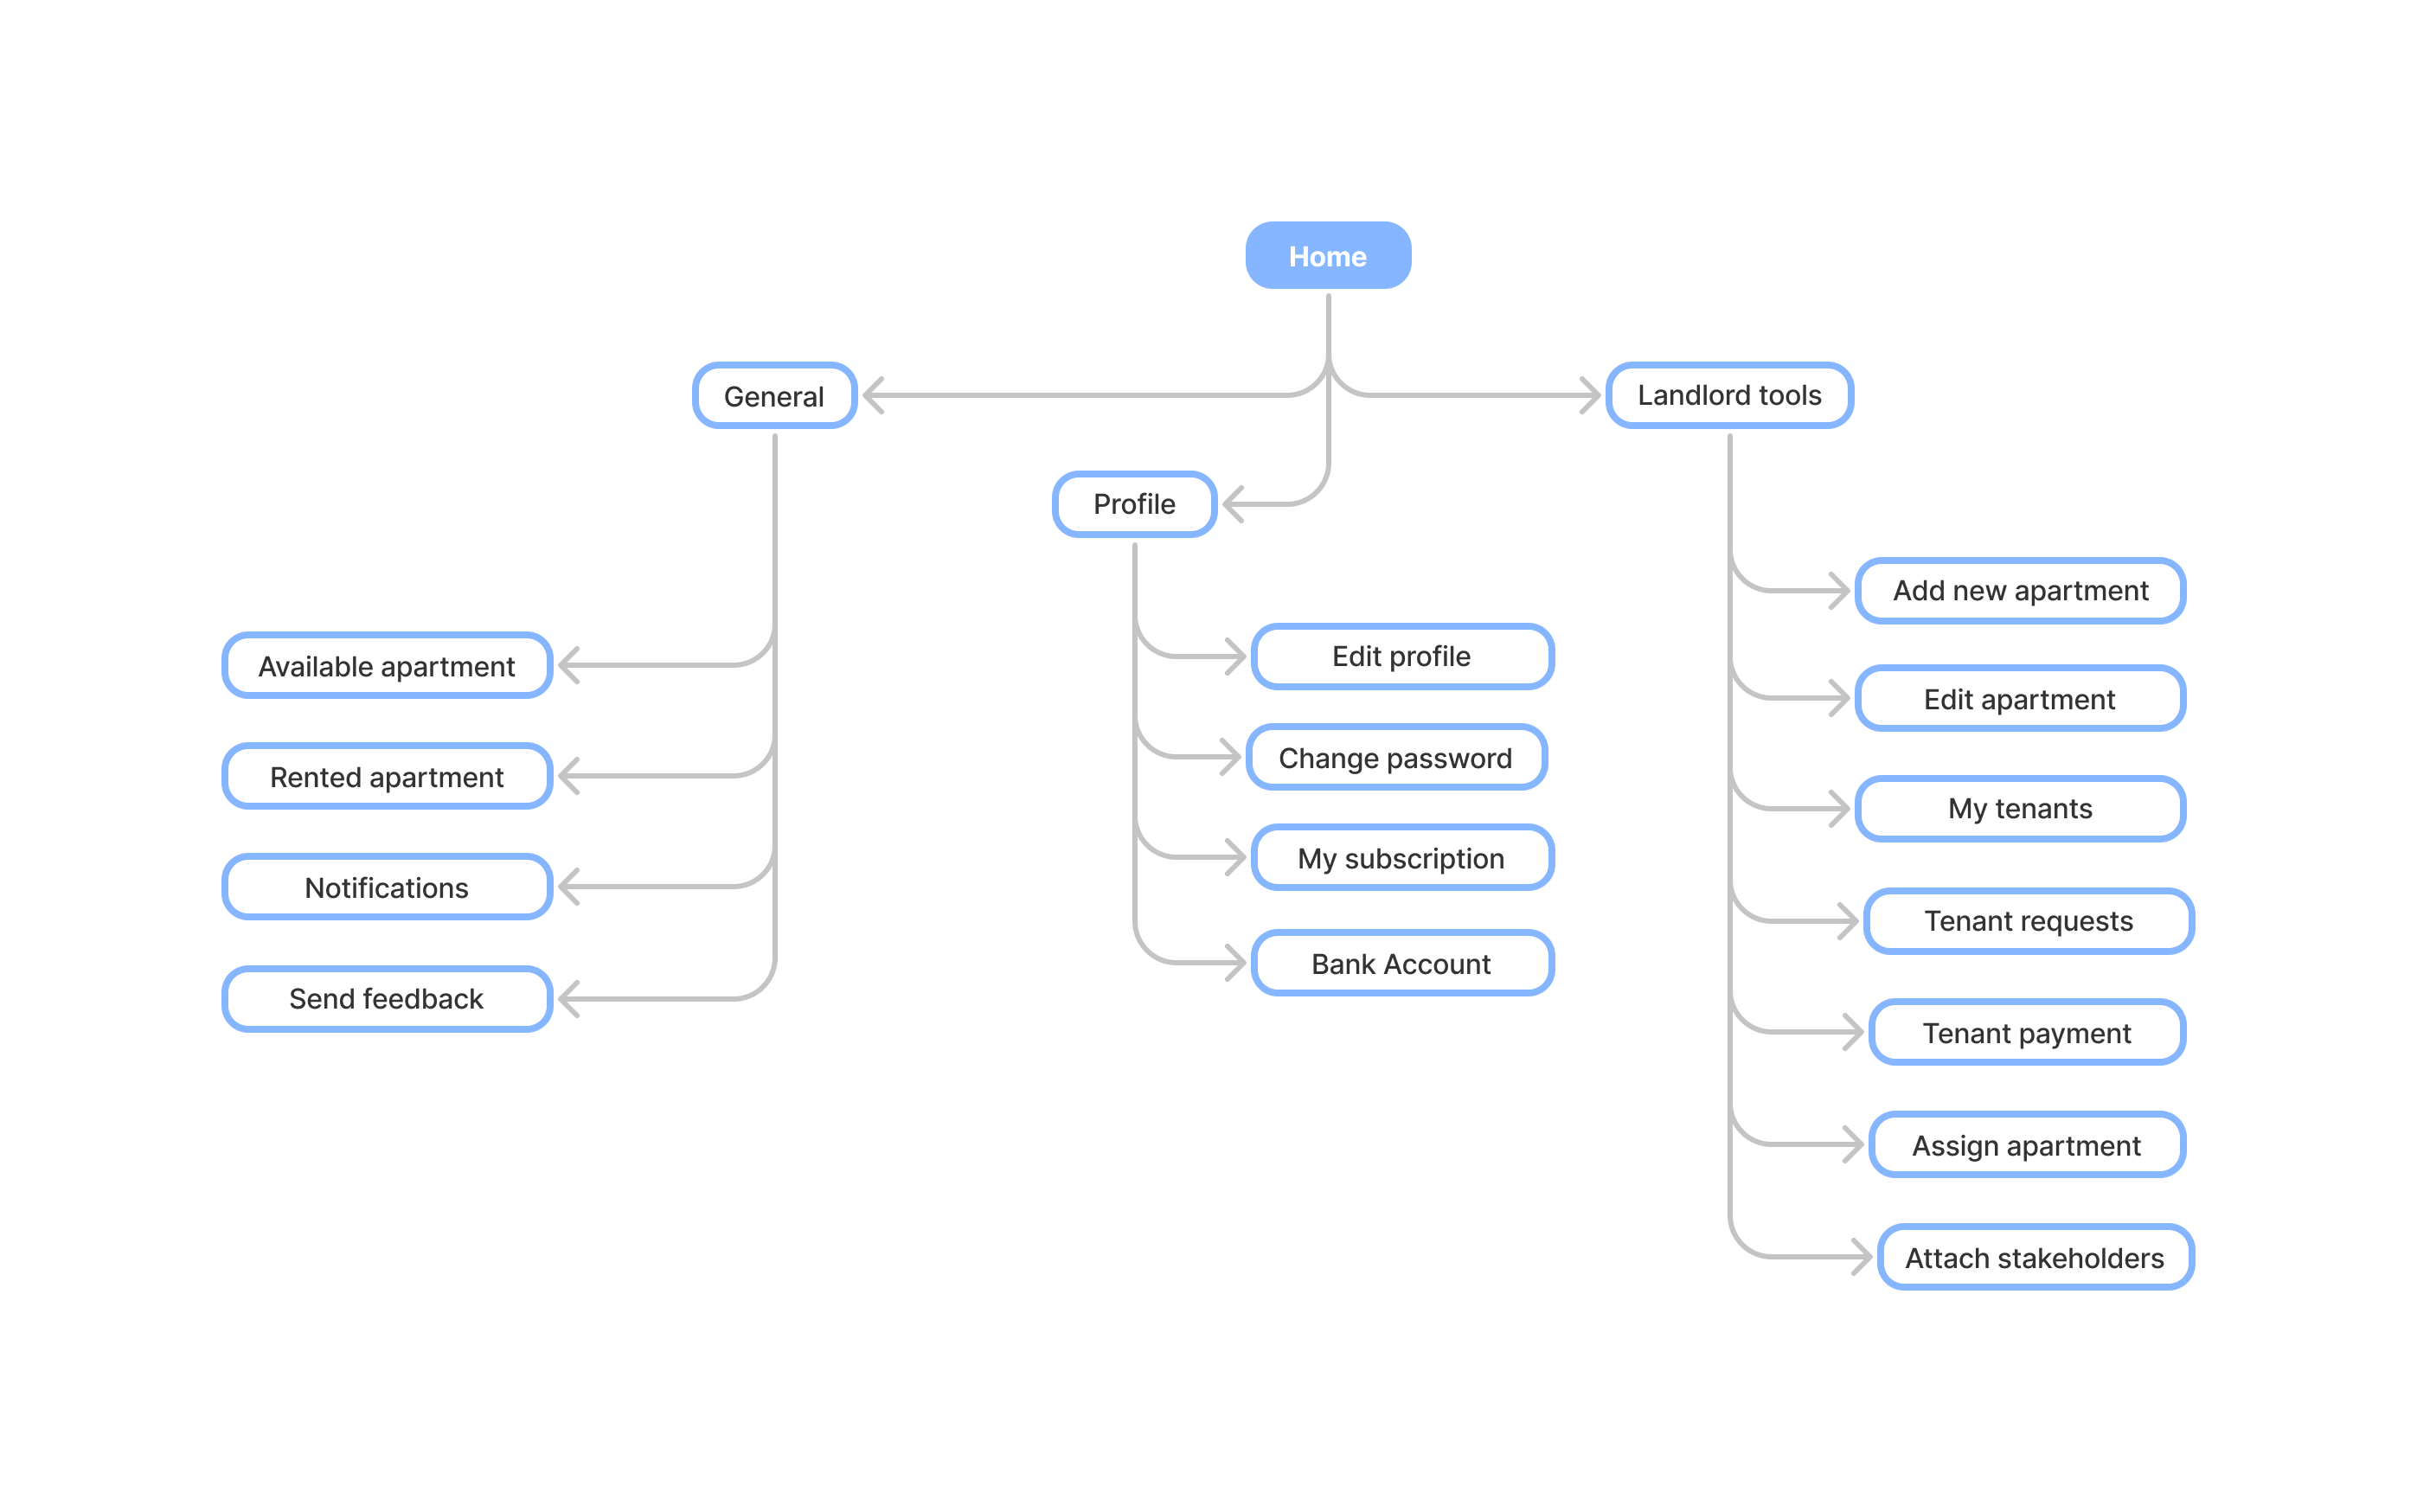 Home
General
Landlord tools
Profile
Available apartment
Rented apartment
Notifications
Send feedback
Edit profile
Change password
My subscription
Bank Account
Add new apartment
Edit apartment
My tenants
Tenant requests
Tenant payment
Assign apartment
Attach stakeholders